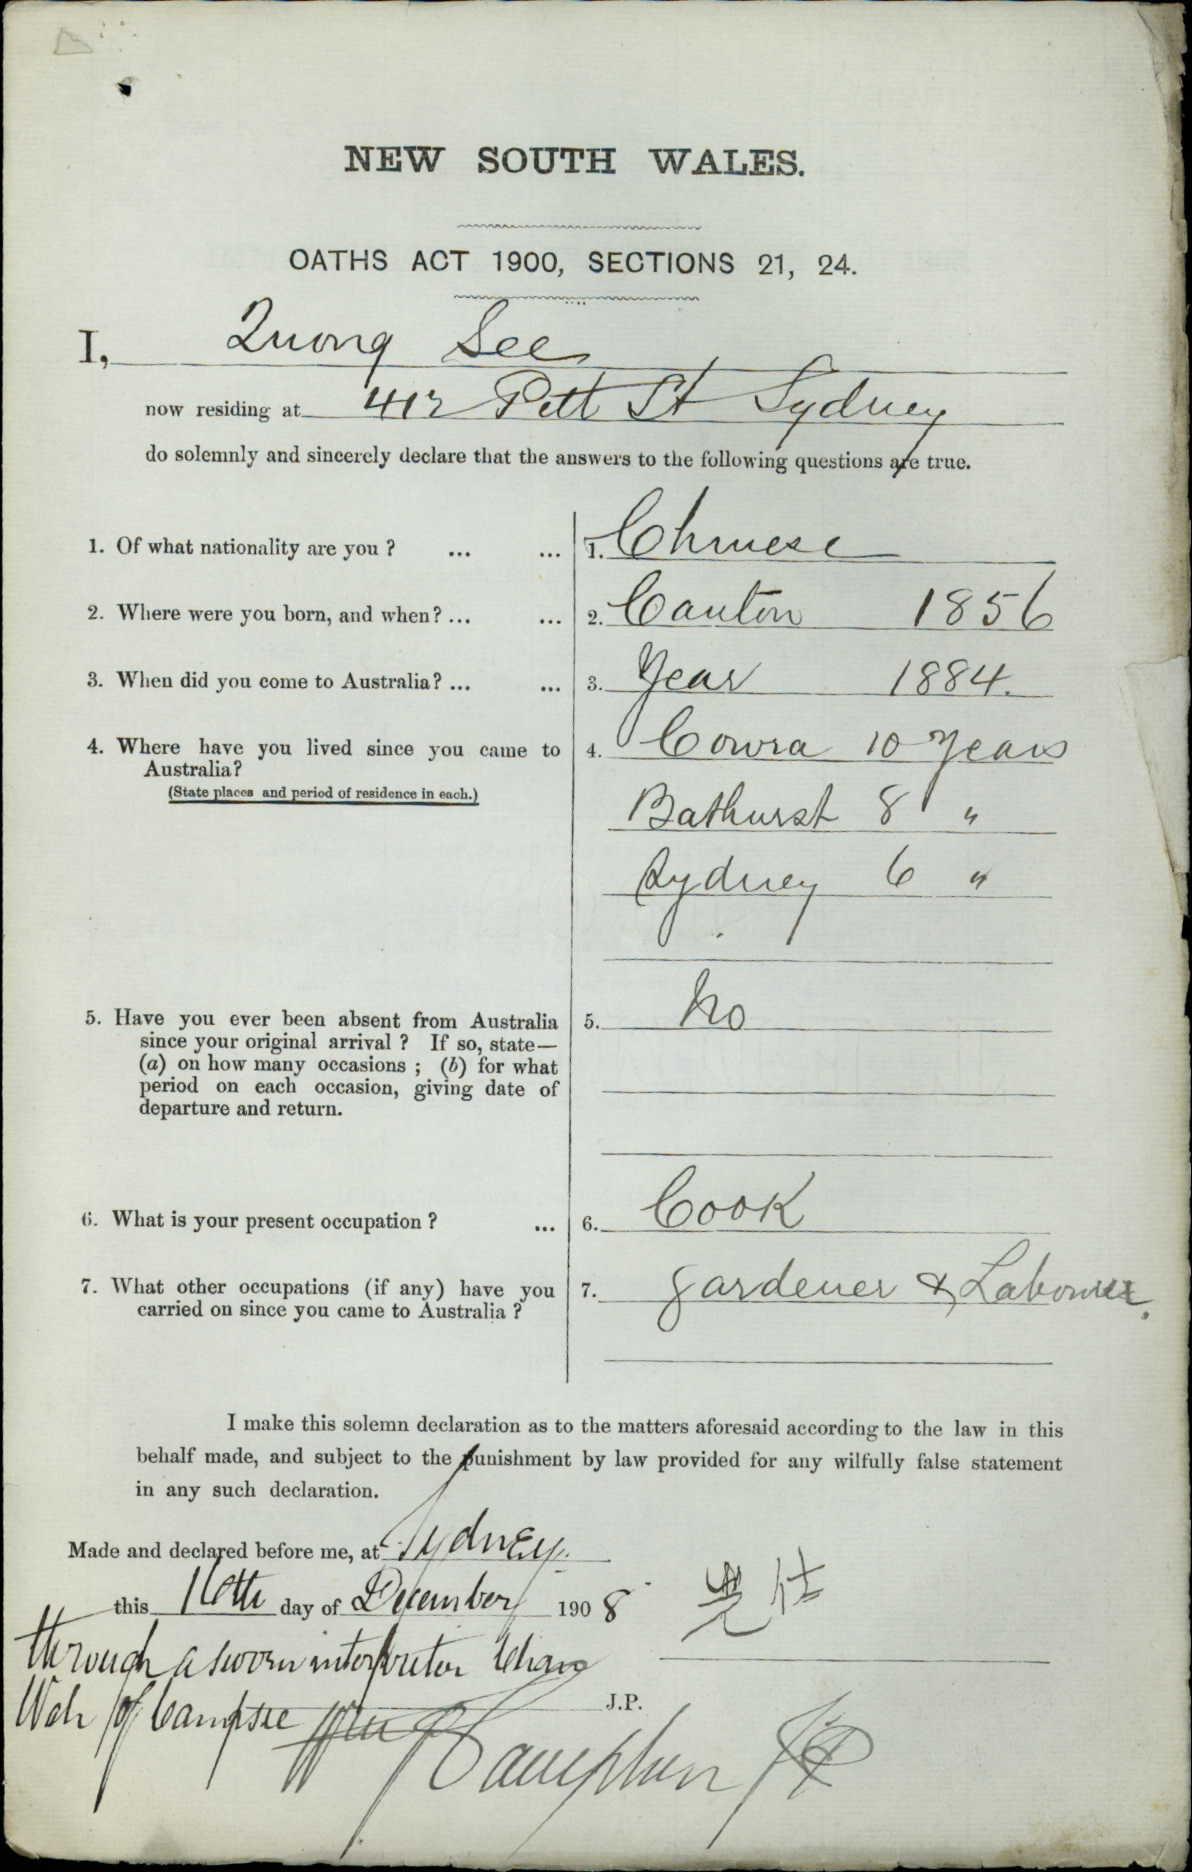 NEW SOUTH WALES.
OATHS ACT 1900, SECTIONS 21, 24.
I, Quong See
now residing at 412 Pitt St Sydney
do solemnly and sincerely declare that the answers to the following questions are true.
1. Of what nationality are you ? ... ... 1. Chinese
2. Where were you born, and when? ... ... 2. Canton 1856
3. When did you come to Australia? ... ... 3. Year 1884.
4. Where have you lived since you came to 4. Cowra 10 Years
Australia?
(State places and period of residence in each.)
Bathurst 8 "
Sydney 6 "
5. Have you ever been absent from Australia 5. No
since your original arrival ? If so, state—
(a) on how many occasions ; (b) for what
period on each occasion, giving date of
departure and return.
6. What is your present occupation ? ... 6. Cook
7. What other occupations (if any) have you 7. Gardener & Labourer.
carried on since you came to Australia ?
I make this solemn declaration as to the matters aforesaid according to the law in this
behalf made, and subject to the punishment by law provided for any wilfully false statement
in any such declaration.
Made and declared before me, at Sydney.
this 16th day of December 1908
through a sworn interpreter Chang
Wah of Campsie
J.P.
JP